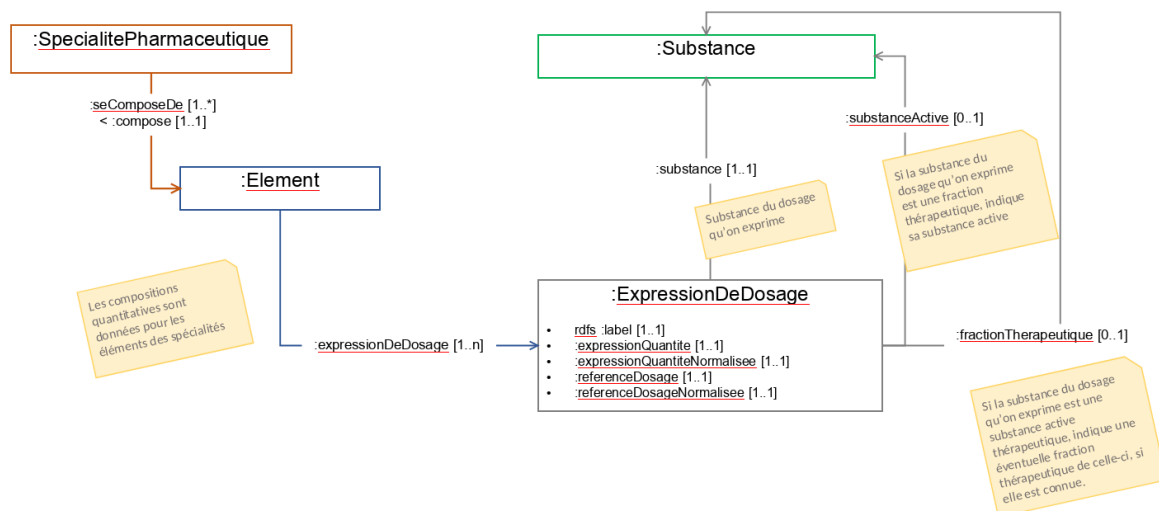 :SpecialitePharmaceutique
:Substance
:seComposeDe [1..*]
< :compose [1..1]
:substanceActive [0..1]
:substance [1..1]
:Element
Si la substance du
dosage qu'on exprime
est une fraction
thérapeutique, indique
sa substance active
Substance du dosage
qu'on exprime
Les compositions
quantitatives sont
données pour les
éléments des spécialités
:expressionDeDosage [1..n]
:ExpressionDeDosage
• rdfs :label [1..1]
• :expressionQuantite [1..1]
• :expressionQuantiteNormalisee [1..1]
• :referenceDosage [1..1]
• :referenceDosageNormalisee [1..1]
:fractionTherapeutique [0..1]
Si la substance du dosage
qu'on exprime est une
substance active
thérapeutique, indique une
éventuelle fraction
thérapeutique de celle-ci, si
elle est connue.